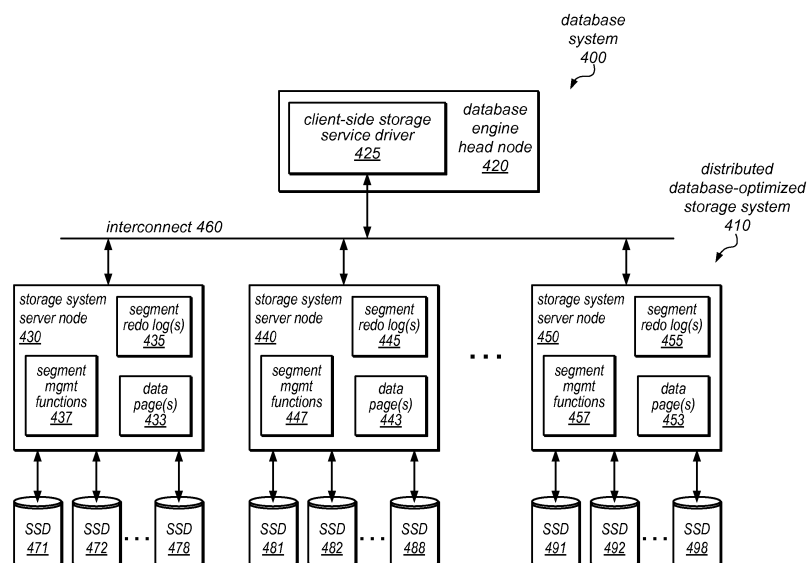 database
system
400
client-side storage
service driver
425
database
engine
head node
420
distributed
database-optimized
storage system
410
interconnect 460
storage system
server node
430
segment
redo log(s)
435
segment
mgmt
functions
437
data
page(s)
433
storage system
server node
440
segment
redo log(s)
445
segment
mgmt
functions
447
data
page(s)
443
...
storage system
server node
450
segment
redo log(s)
455
segment
mgmt
functions
457
data
page(s)
453
SSD
471
SSD
472
...
SSD
478
SSD
481
SSD
482
...
SSD
488
SSD
491
SSD
492
...
SSD
498